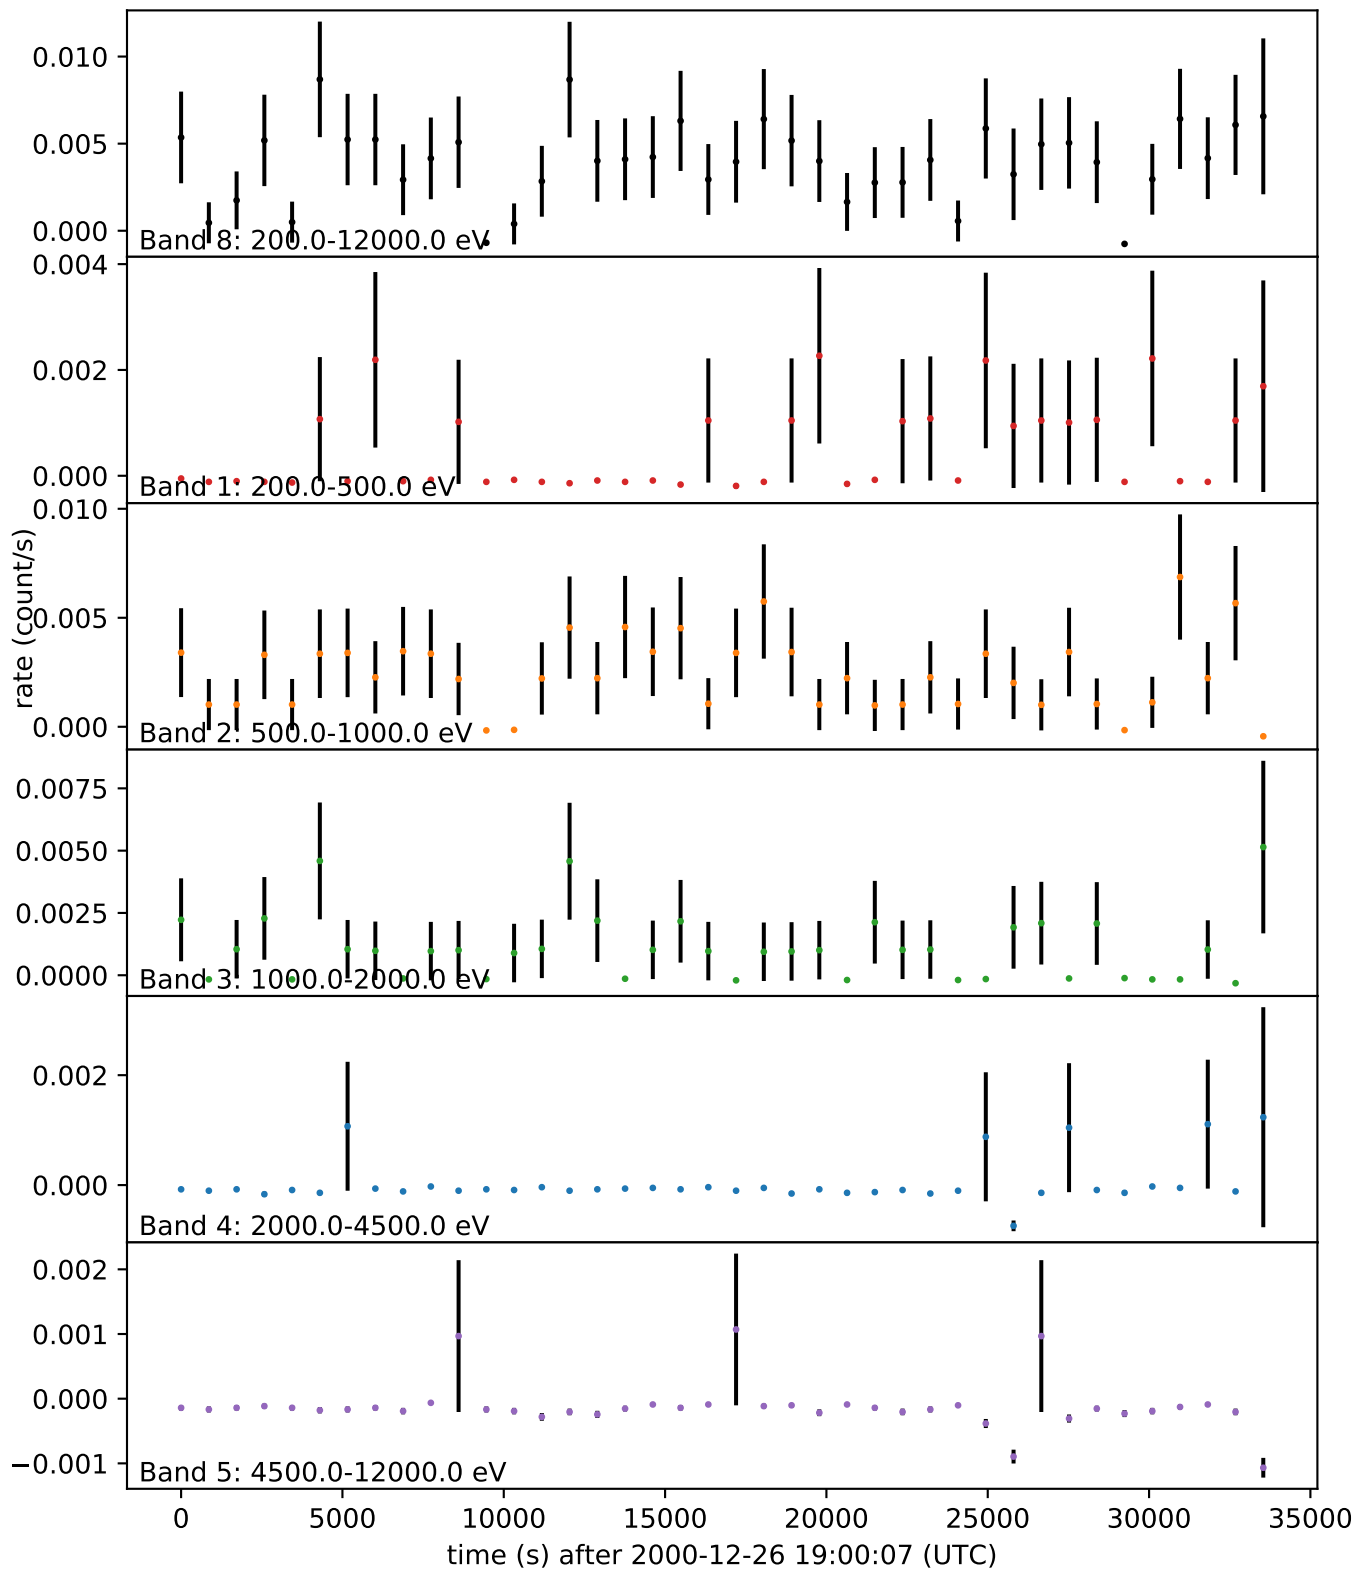 0.010
0.005
0.000
Band 8: 200.0-12000.0 eV
0.004
0.002
0.000
Band 1: 200.0-500.0 eV
rate (count/s)
0.010
0.005
0.000
Band 2: 500.0-1000.0 eV
0.0075
0.0050
0.0025
0.0000
Band 3: 1000.0-2000.0 eV
0.002
0.000
Band 4: 2000.0-4500.0 eV
0.002
0.001
0.000
−0.001
Band 5: 4500.0-12000.0 eV
0 5000 10000 15000 20000 25000 30000 35000
time (s) after 2000-12-26 19:00:07 (UTC)